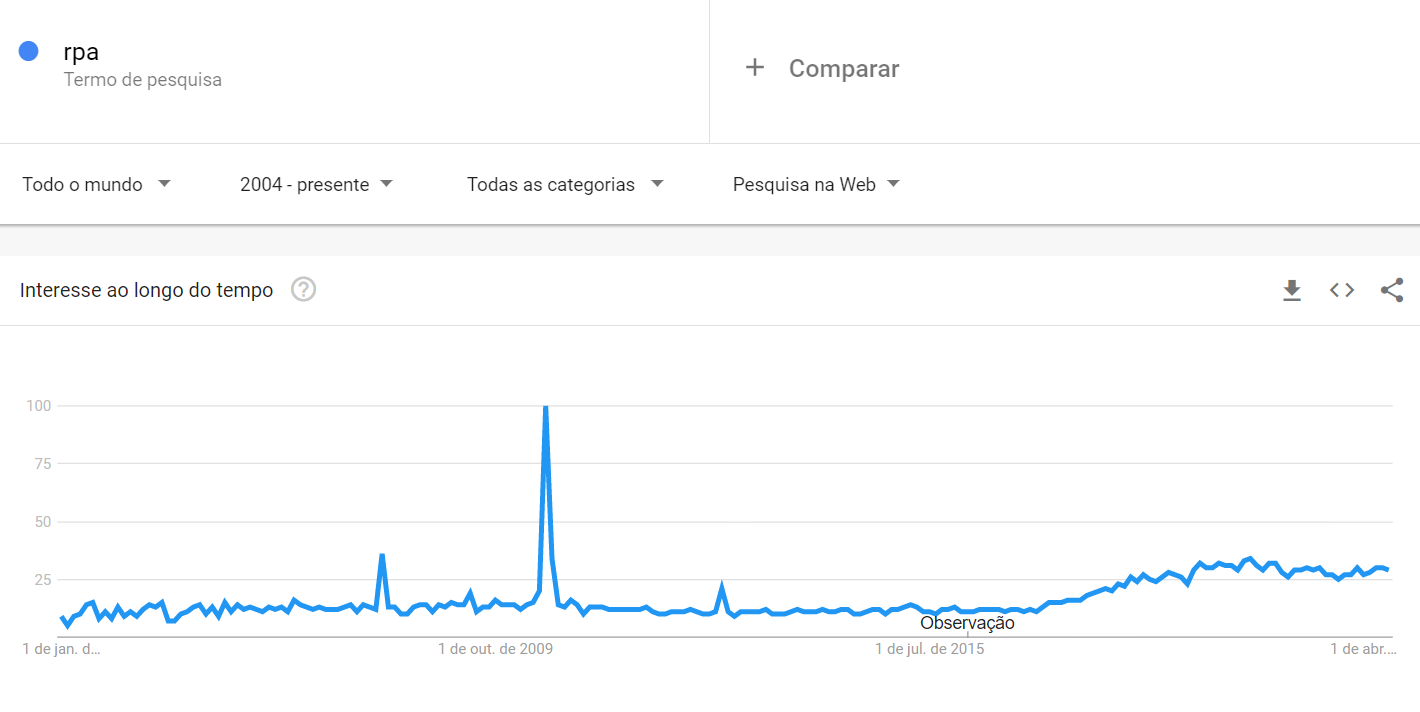 rpa
Termo de pesquisa
+ Comparar
Todo o mundo
2004 - presente
Todas as categorias
Pesquisa na Web
Interesse ao longo do tempo
?
100
75
50
25
Observação
1 de jan. d...
1 de out. de 2009
1 de jul. de 2015
1 de abr....